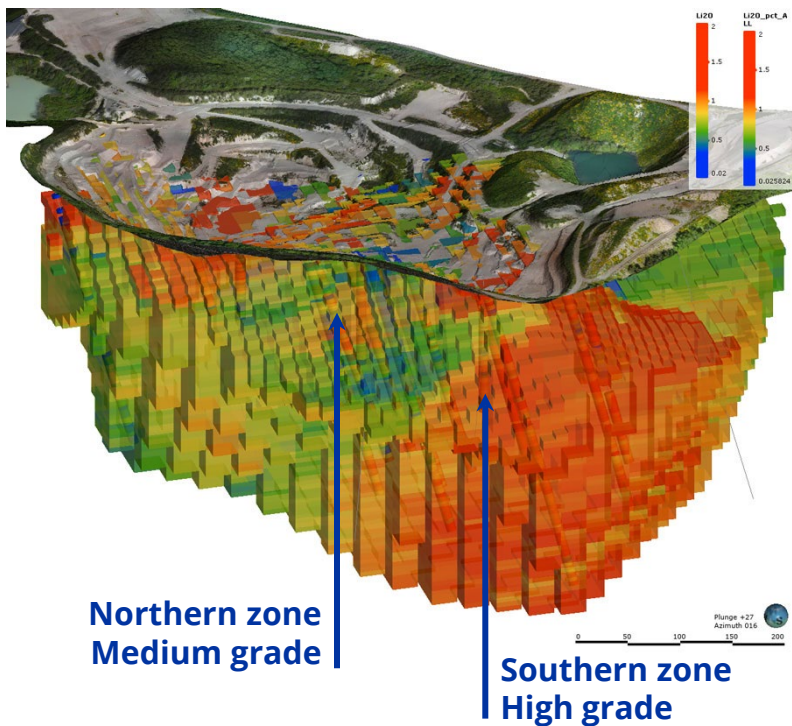 Li2O
2
1.5
1
0.5
0.02
Li2O_pct_A
LL
2
1.5
1
0.5
0.025824
Northern zone
Medium grade
Southern zone
High grade
Plunge +27
Azimuth 016
0 50 100 150 200